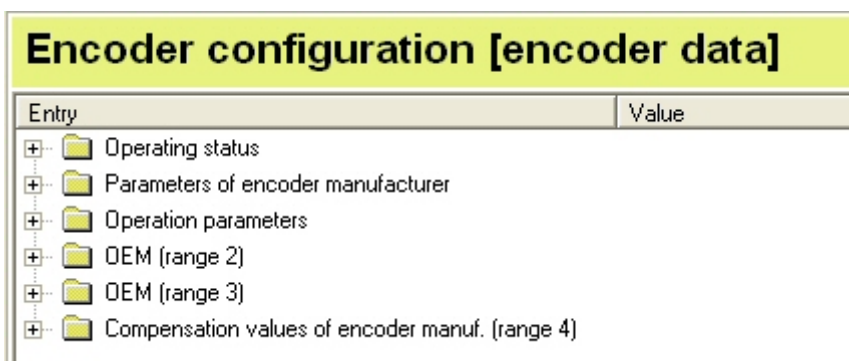 Encoder configuration [encoder data]
Entry Value
Operating status
Parameters of encoder manufacturer
Operation parameters
OEM (range 2)
OEM (range 3)
Compensation values of encoder manuf. (range 4)